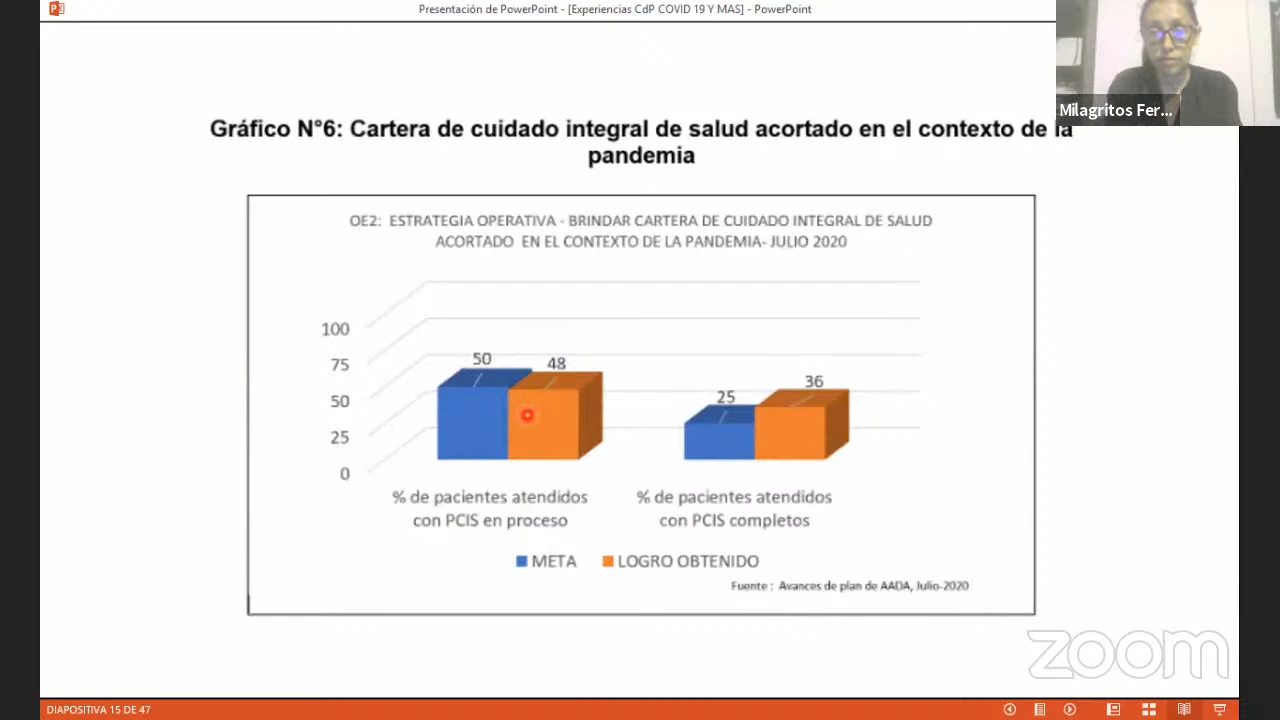 Presentación de PowerPoint - [Experiencias CdP COVID 19 Y MAS] - PowerPoint
Milagritos Fer...
Gráfico N°6: Cartera de cuidado integral de salud acortado en el contexto de la
pandemia
OE2: ESTRATEGIA OPERATIVA - BRINDAR CARTERA DE CUIDADO INTEGRAL DE SALUD
ACORTADO EN EL CONTEXTO DE LA PANDEMIA- JULIO 2020
100
75
50
25
0
50
48
25
36
% de pacientes atendidos
con PCIS en proceso
% de pacientes atendidos
con PCIS completos
META
LOGRO OBTENIDO
Fuente : Avances de plan de AADA, Julio-2020
zoom
DIAPOSITIVA 15 DE 47